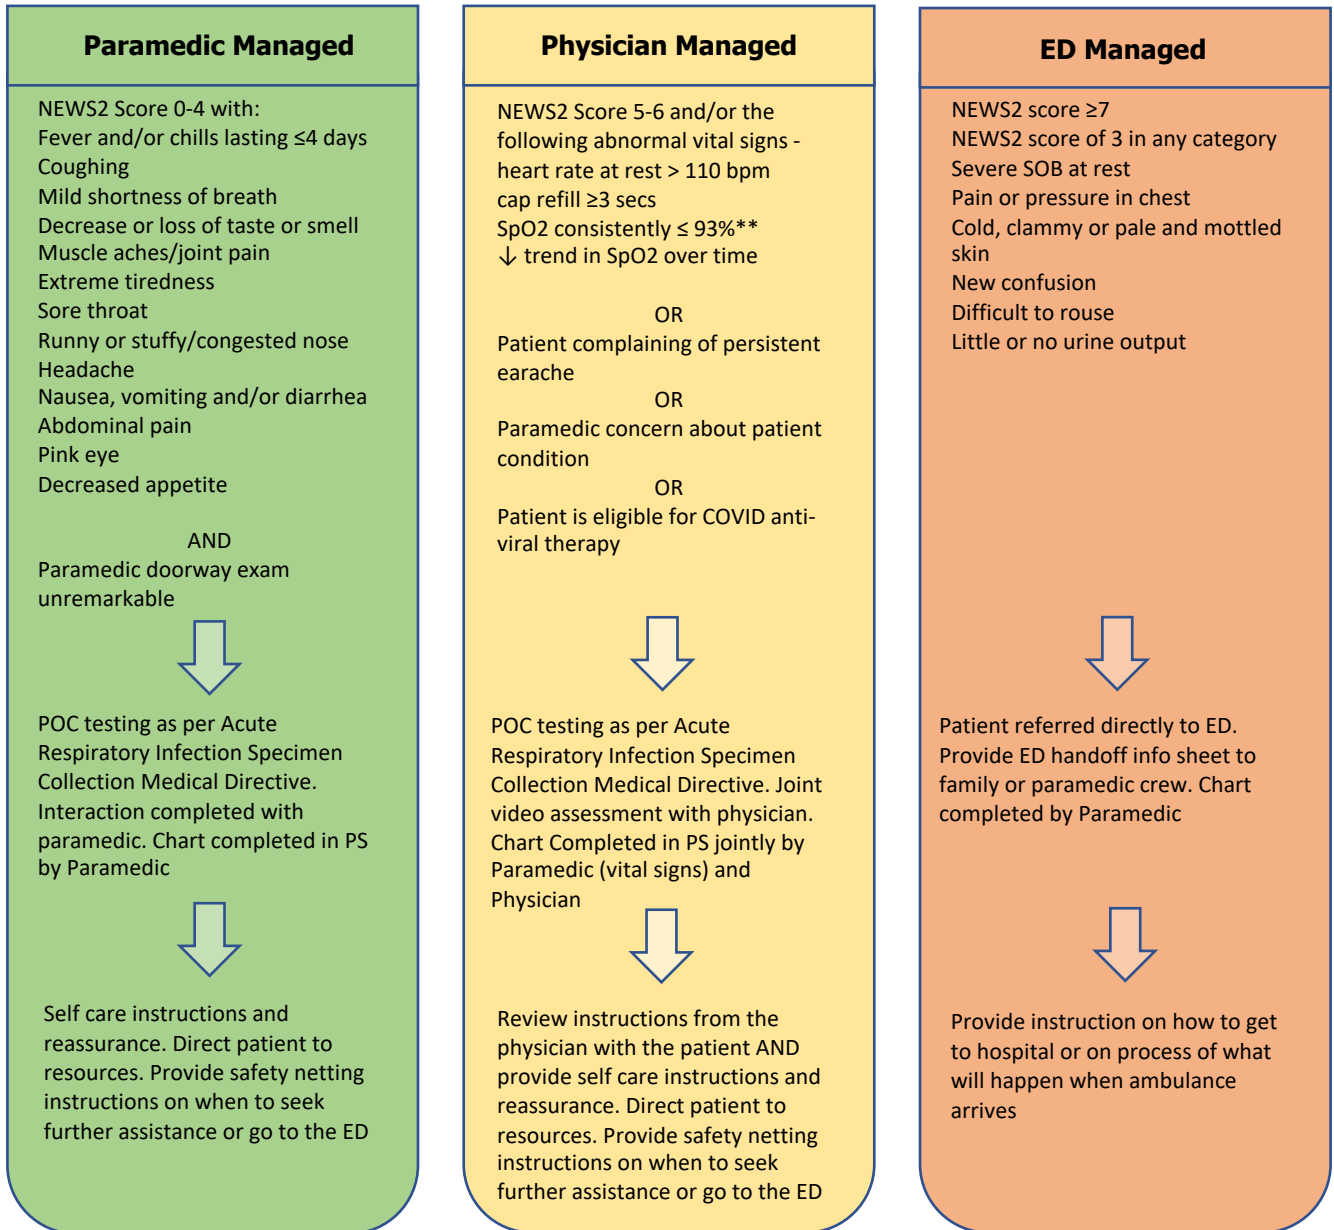 Paramedic Managed
NEWS2 Score 0-4 with:
Fever and/or chills lasting ≤4 days
Coughing
Mild shortness of breath
Decrease or loss of taste or smell
Muscle aches/joint pain
Extreme tiredness
Sore throat
Runny or stuffy/congested nose
Headache
Nausea, vomiting and/or diarrhea
Abdominal pain
Pink eye
Decreased appetite
AND
Paramedic doorway exam
unremarkable
POC testing as per Acute
Respiratory Infection Specimen
Collection Medical Directive.
Interaction completed with
paramedic. Chart completed in PS
by Paramedic
Self care instructions and
reassurance. Direct patient to
resources. Provide safety netting
instructions on when to seek
further assistance or go to the ED
Physician Managed
NEWS2 Score 5-6 and/or the
following abnormal vital signs -
heart rate at rest > 110 bpm
cap refill ≥3 secs
SpO2 consistently ≤ 93%**
↓ trend in SpO2 over time
OR
Patient complaining of persistent
earache
OR
Paramedic concern about patient
condition
OR
Patient is eligible for COVID anti-
viral therapy
POC testing as per Acute
Respiratory Infection Specimen
Collection Medical Directive. Joint
video assessment with physician.
Chart Completed in PS jointly by
Paramedic (vital signs) and
Physician
Review instructions from the
physician with the patient AND
provide self care instructions and
reassurance. Direct patient to
resources. Provide safety netting
instructions on when to seek
further assistance or go to the ED
ED Managed
NEWS2 score ≥7
NEWS2 score of 3 in any category
Severe SOB at rest
Pain or pressure in chest
Cold, clammy or pale and mottled
skin
New confusion
Difficult to rouse
Little or no urine output
Patient referred directly to ED.
Provide ED handoff info sheet to
family or paramedic crew. Chart
completed by Paramedic
Provide instruction on how to get
to hospital or on process of what
will happen when ambulance
arrives